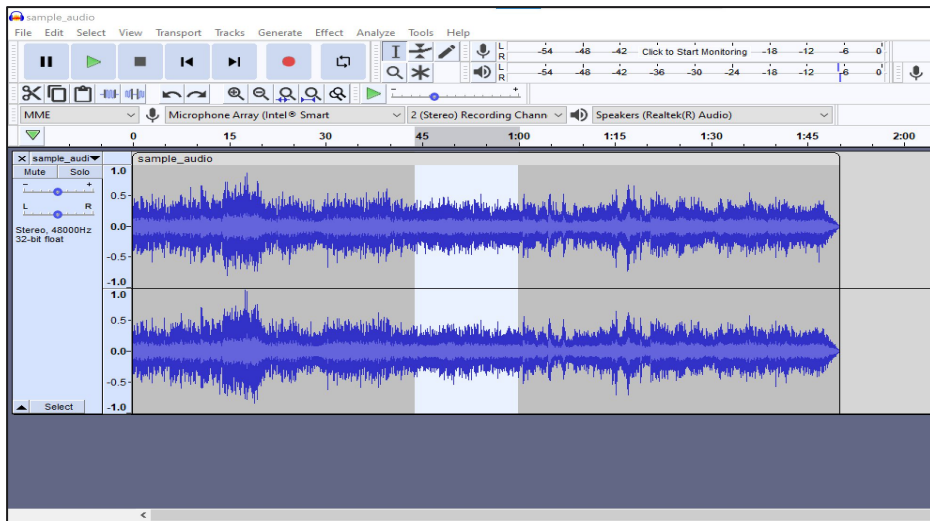 sample_audio
File Edit Select View Transport Tracks Generate Effect Analyze Tools Help
L R -54 -48 -42 Click to Start Monitoring -18 -12 -6 0
L R -54 -48 -42 -36 -30 -24 -18 -12 -6 0
- +
MME Microphone Array (Intel® Smart 2 (Stereo) Recording Chann Speakers (Realtek(R) Audio)
0 15 30 45 1:00 1:15 1:30 1:45 2:00
× sample_audi sample_audio
Mute Solo
- +
L R
Stereo, 48000Hz
32-bit float
1.0
0.5
0.0
-0.5
-1.0
1.0
0.5
0.0
-0.5
-1.0
Select